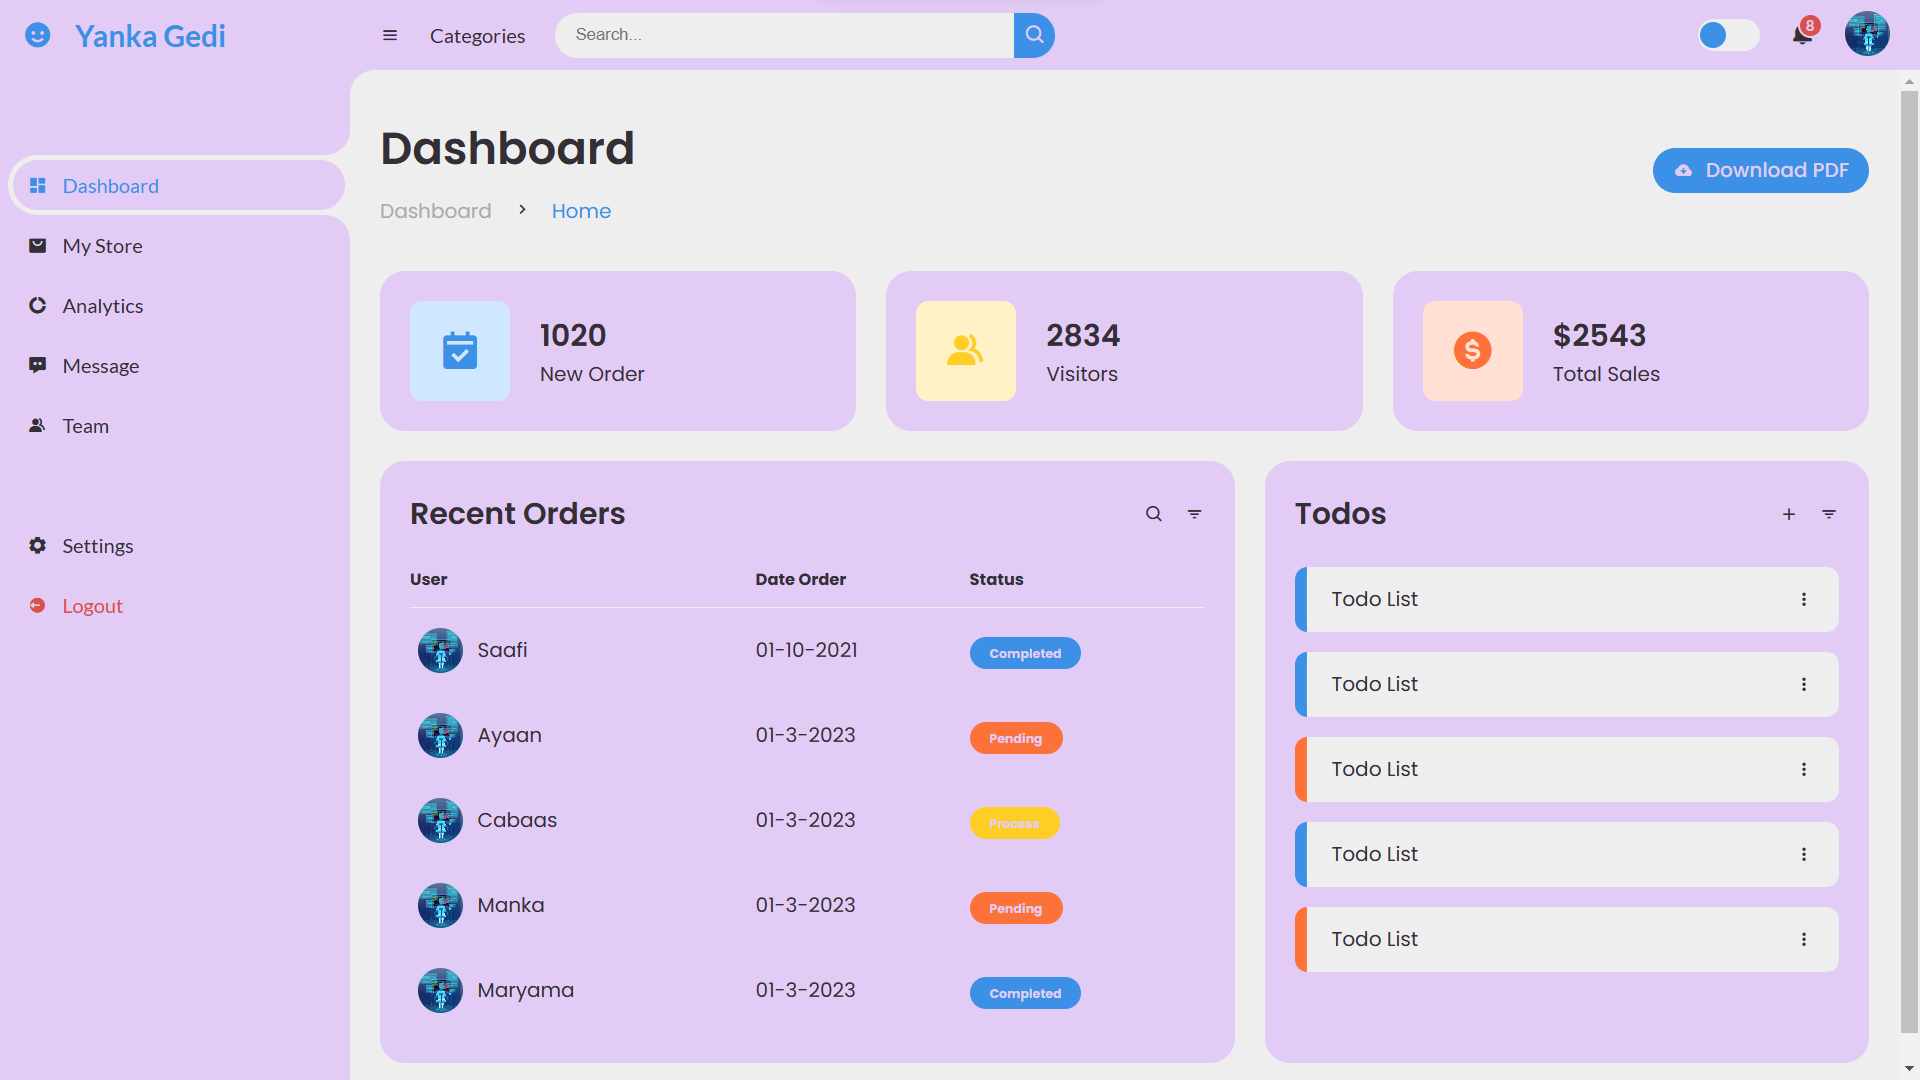 Yanka Gedi
Categories
Search...
8
Dashboard
My Store
Analytics
Message
Team
Settings
Logout
Dashboard
Dashboard
Home
Download PDF
1020
New Order
2834
Visitors
$2543
Total Sales
Recent Orders
User Date Order Status
Saafi 01-10-2021 Completed
Ayaan 01-3-2023 Pending
Cabaas 01-3-2023 Process
Manka 01-3-2023 Pending
Maryama 01-3-2023 Completed
Todos
Todo List
Todo List
Todo List
Todo List
Todo List